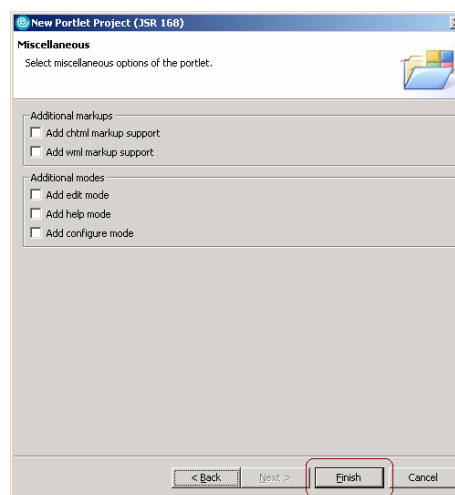 New Portlet Project (JSR 168)
Miscellaneous
Select miscellaneous options of the portlet.
Additional markups
Add chtml markup support
Add wml markup support
Additional modes
Add edit mode
Add help mode
Add configure mode
< Back Next > Finish Cancel